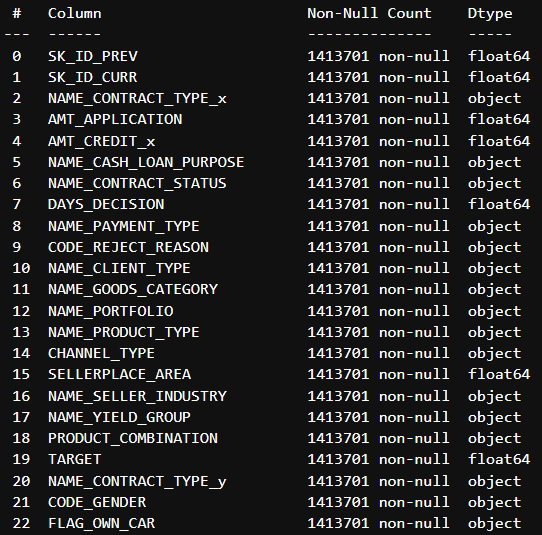 #   Column                   Non-Null Count    Dtype
---  ------                   --------------    -----
0   SK_ID_PREV               1413701 non-null  float64
1   SK_ID_CURR               1413701 non-null  float64
2   NAME_CONTRACT_TYPE_x     1413701 non-null  object
3   AMT_APPLICATION          1413701 non-null  float64
4   AMT_CREDIT_x             1413701 non-null  float64
5   NAME_CASH_LOAN_PURPOSE   1413701 non-null  object
6   NAME_CONTRACT_STATUS     1413701 non-null  object
7   DAYS_DECISION            1413701 non-null  float64
8   NAME_PAYMENT_TYPE        1413701 non-null  object
9   CODE_REJECT_REASON       1413701 non-null  object
10  NAME_CLIENT_TYPE         1413701 non-null  object
11  NAME_GOODS_CATEGORY      1413701 non-null  object
12  NAME_PORTFOLIO           1413701 non-null  object
13  NAME_PRODUCT_TYPE        1413701 non-null  object
14  CHANNEL_TYPE             1413701 non-null  object
15  SELLERPLACE_AREA         1413701 non-null  float64
16  NAME_SELLER_INDUSTRY     1413701 non-null  object
17  NAME_YIELD_GROUP         1413701 non-null  object
18  PRODUCT_COMBINATION      1413701 non-null  object
19  TARGET                   1413701 non-null  float64
20  NAME_CONTRACT_TYPE_y     1413701 non-null  object
21  CODE_GENDER              1413701 non-null  object
22  FLAG_OWN_CAR             1413701 non-null  object